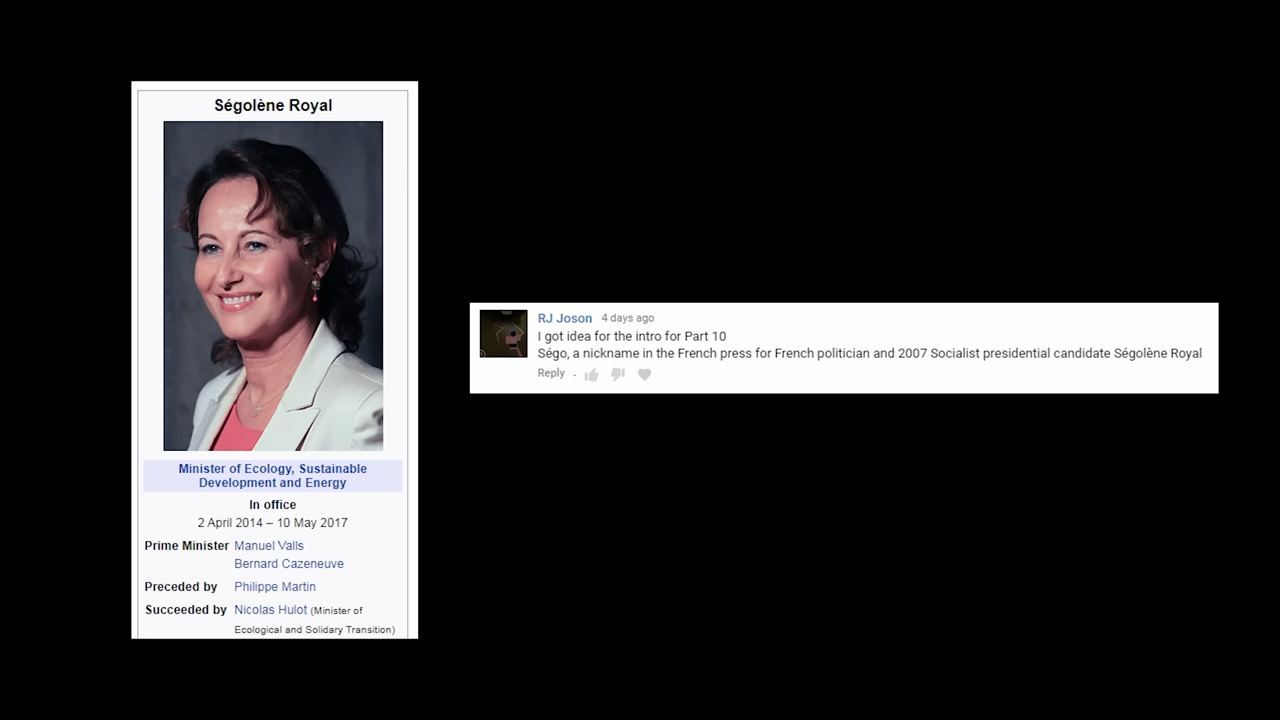 Ségolène Royal
Minister of Ecology, Sustainable
Development and Energy
In office
2 April 2014 – 10 May 2017
Prime Minister Manuel Valls
Bernard Cazeneuve
Preceded by Philippe Martin
Succeeded by Nicolas Hulot (Minister of
Ecological and Solidary Transition)
RJ Joson 4 days ago
I got idea for the intro for Part 10
Ségo, a nickname in the French press for French politician and 2007 Socialist presidential candidate Ségolène Royal
Reply